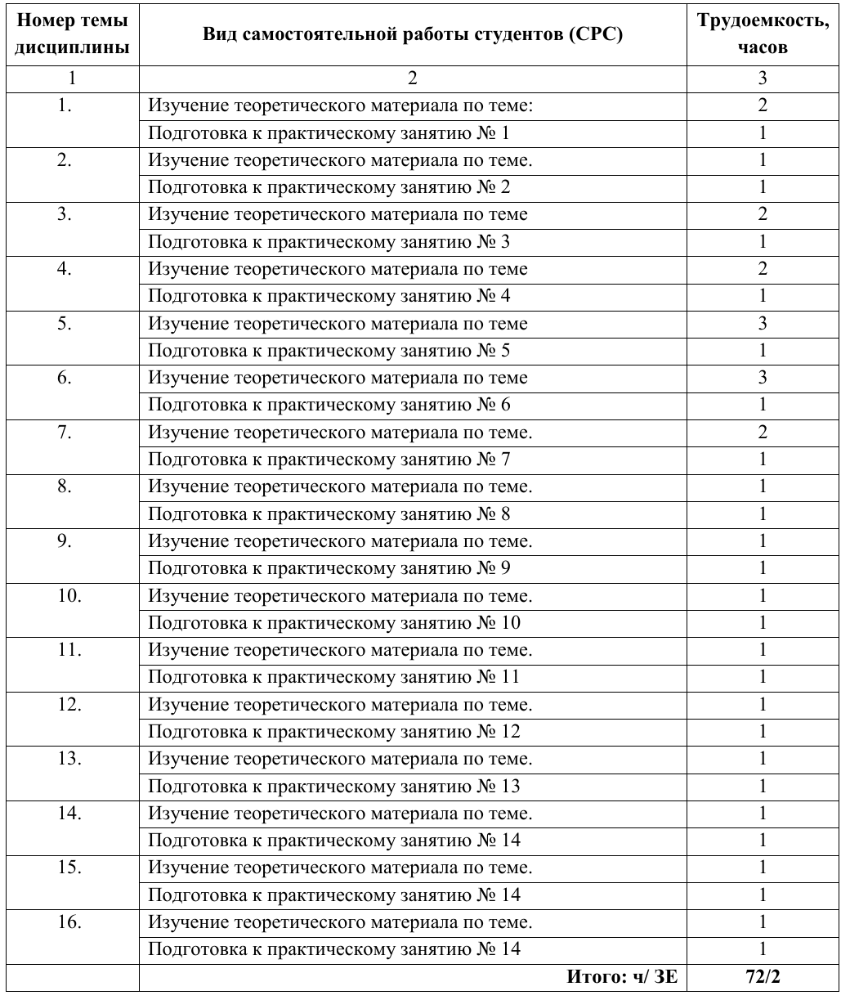 Номер темы
дисциплины
Вид самостоятельной работы студентов (СРС)
Трудоемкость,
часов
1 2 3
1. Изучение теоретического материала по теме: 2
Подготовка к практическому занятию № 1 1
2. Изучение теоретического материала по теме. 1
Подготовка к практическому занятию № 2 1
3. Изучение теоретического материала по теме 2
Подготовка к практическому занятию № 3 1
4. Изучение теоретического материала по теме 2
Подготовка к практическому занятию № 4 1
5. Изучение теоретического материала по теме 3
Подготовка к практическому занятию № 5 1
6. Изучение теоретического материала по теме 3
Подготовка к практическому занятию № 6 1
7. Изучение теоретического материала по теме. 2
Подготовка к практическому занятию № 7 1
8. Изучение теоретического материала по теме. 1
Подготовка к практическому занятию № 8 1
9. Изучение теоретического материала по теме. 1
Подготовка к практическому занятию № 9 1
10. Изучение теоретического материала по теме. 1
Подготовка к практическому занятию № 10 1
11. Изучение теоретического материала по теме. 1
Подготовка к практическому занятию № 11 1
12. Изучение теоретического материала по теме. 1
Подготовка к практическому занятию № 12 1
13. Изучение теоретического материала по теме. 1
Подготовка к практическому занятию № 13 1
14. Изучение теоретического материала по теме. 1
Подготовка к практическому занятию № 14 1
15. Изучение теоретического материала по теме. 1
Подготовка к практическому занятию № 14 1
16. Изучение теоретического материала по теме. 1
Подготовка к практическому занятию № 14 1
Итого: ч/ ЗЕ 72/2